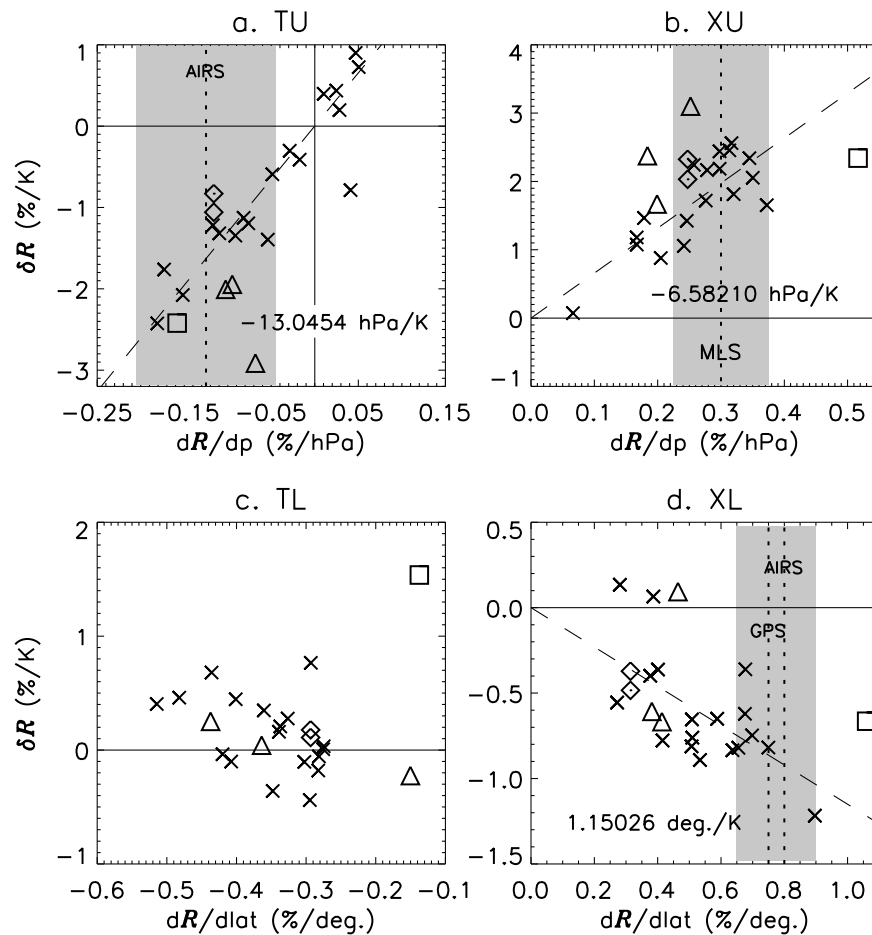 a. TU
1
0
−1
−2
−3
δR (%/K)
AIRS
−13.0454 hPa/K
−0.25 −0.15 −0.05 0.05 0.15
dR/dp (%/hPa)
b. XU
4
3
2
1
0
−1
−6.58210 hPa/K
MLS
0.0 0.2 0.4 0.5
dR/dp (%/hPa)
c. TL
2
1
0
−1
δR (%/K)
−0.6 −0.5 −0.4 −0.3 −0.2 −0.1
dR/dlat (%/deg.)
d. XL
0.5
0.0
−0.5
−1.0
−1.5
AIRS
GPS
1.15026 deg./K
0.0 0.2 0.4 0.6 0.8 1.0
dR/dlat (%/deg.)